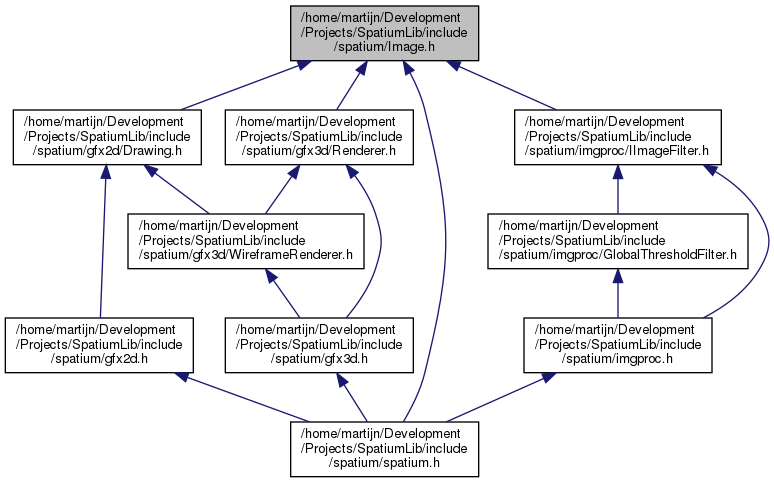 /home/martijn/Development
/Projects/SpatiumLib/include
/spatium/Image.h
/home/martijn/Development
/Projects/SpatiumLib/include
/spatium/gfx2d/Drawing.h
/home/martijn/Development
/Projects/SpatiumLib/include
/spatium/gfx3d/Renderer.h
/home/martijn/Development
/Projects/SpatiumLib/include
/spatium/imgproc/IImageFilter.h
/home/martijn/Development
/Projects/SpatiumLib/include
/spatium/gfx3d/WireframeRenderer.h
/home/martijn/Development
/Projects/SpatiumLib/include
/spatium/imgproc/GlobalThresholdFilter.h
/home/martijn/Development
/Projects/SpatiumLib/include
/spatium/gfx2d.h
/home/martijn/Development
/Projects/SpatiumLib/include
/spatium/gfx3d.h
/home/martijn/Development
/Projects/SpatiumLib/include
/spatium/imgproc.h
/home/martijn/Development
/Projects/SpatiumLib/include
/spatium/spatium.h